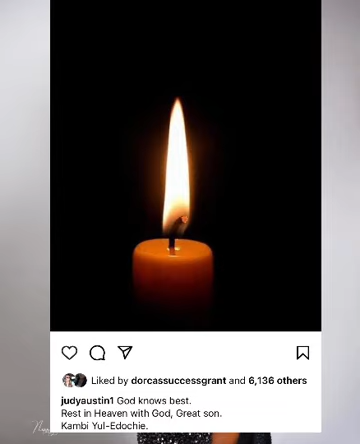 Liked by dorcassuccessgrant and 6,136 others
judyaustin1 God knows best.
Rest in Heaven with God, Great son.
Kambi Yul-Edochie.